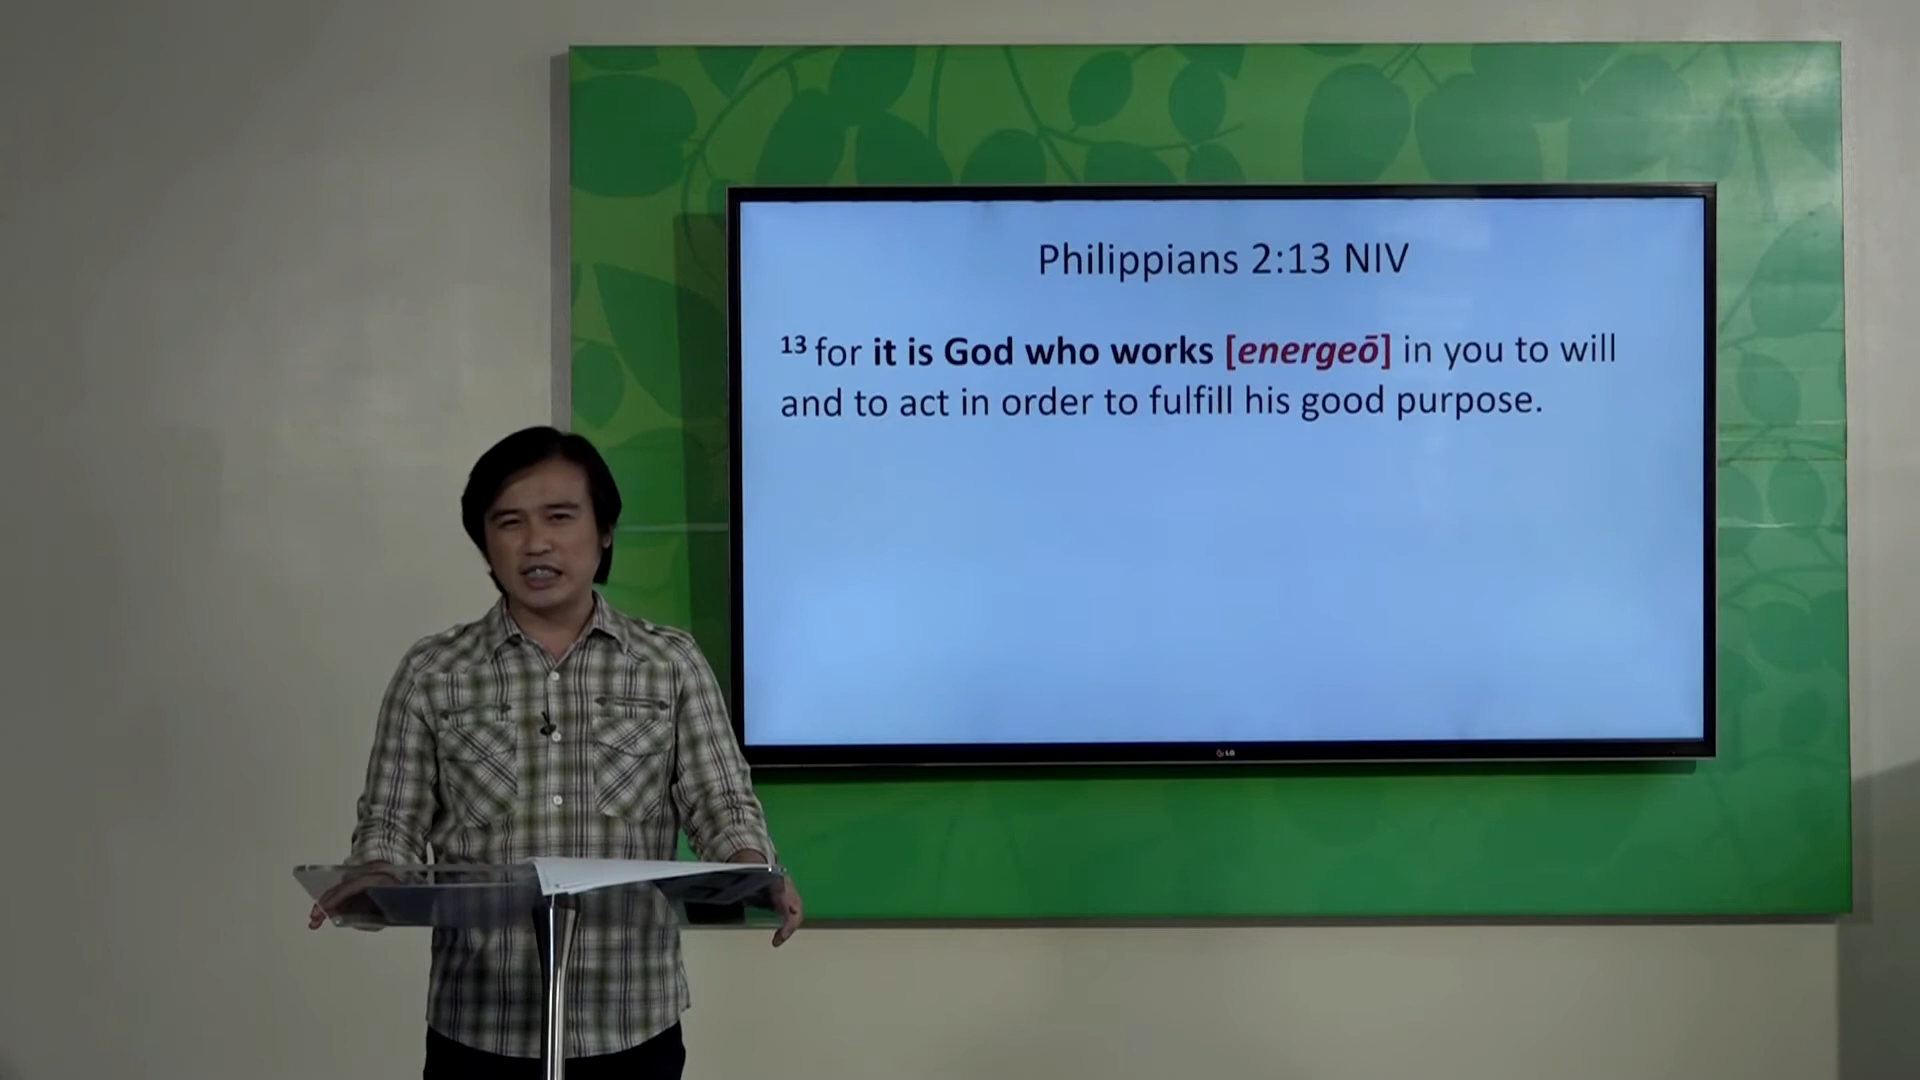 Philippians 2:13 NIV
13 for it is God who works [energeō] in you to will
and to act in order to fulfill his good purpose.
LG